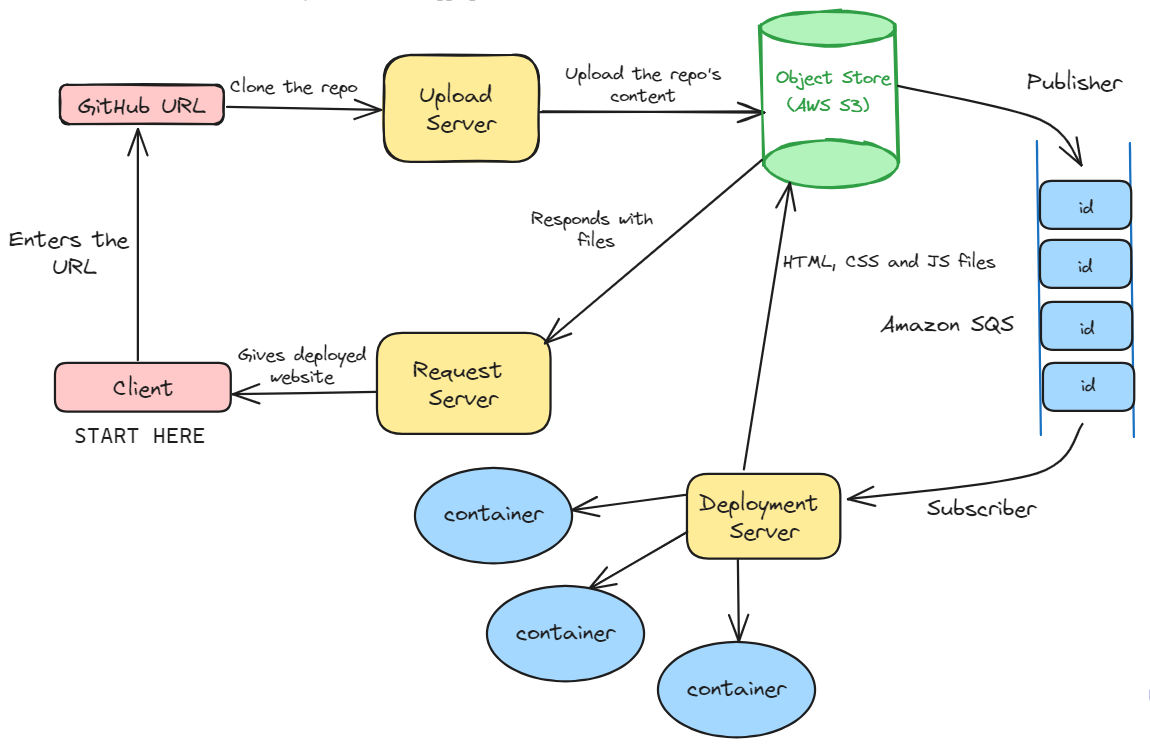 Clone the repo
GitHub URL
Upload
Server
Upload the repo's
content
Object Store
(AWS S3)
Publisher
Enters the
URL
Responds with
files
HTML, CSS and JS files
id
id
id
id
Amazon SQS
Client
START HERE
Gives deployed
website
Request
Server
container
container
container
Deployment
Server
Subscriber